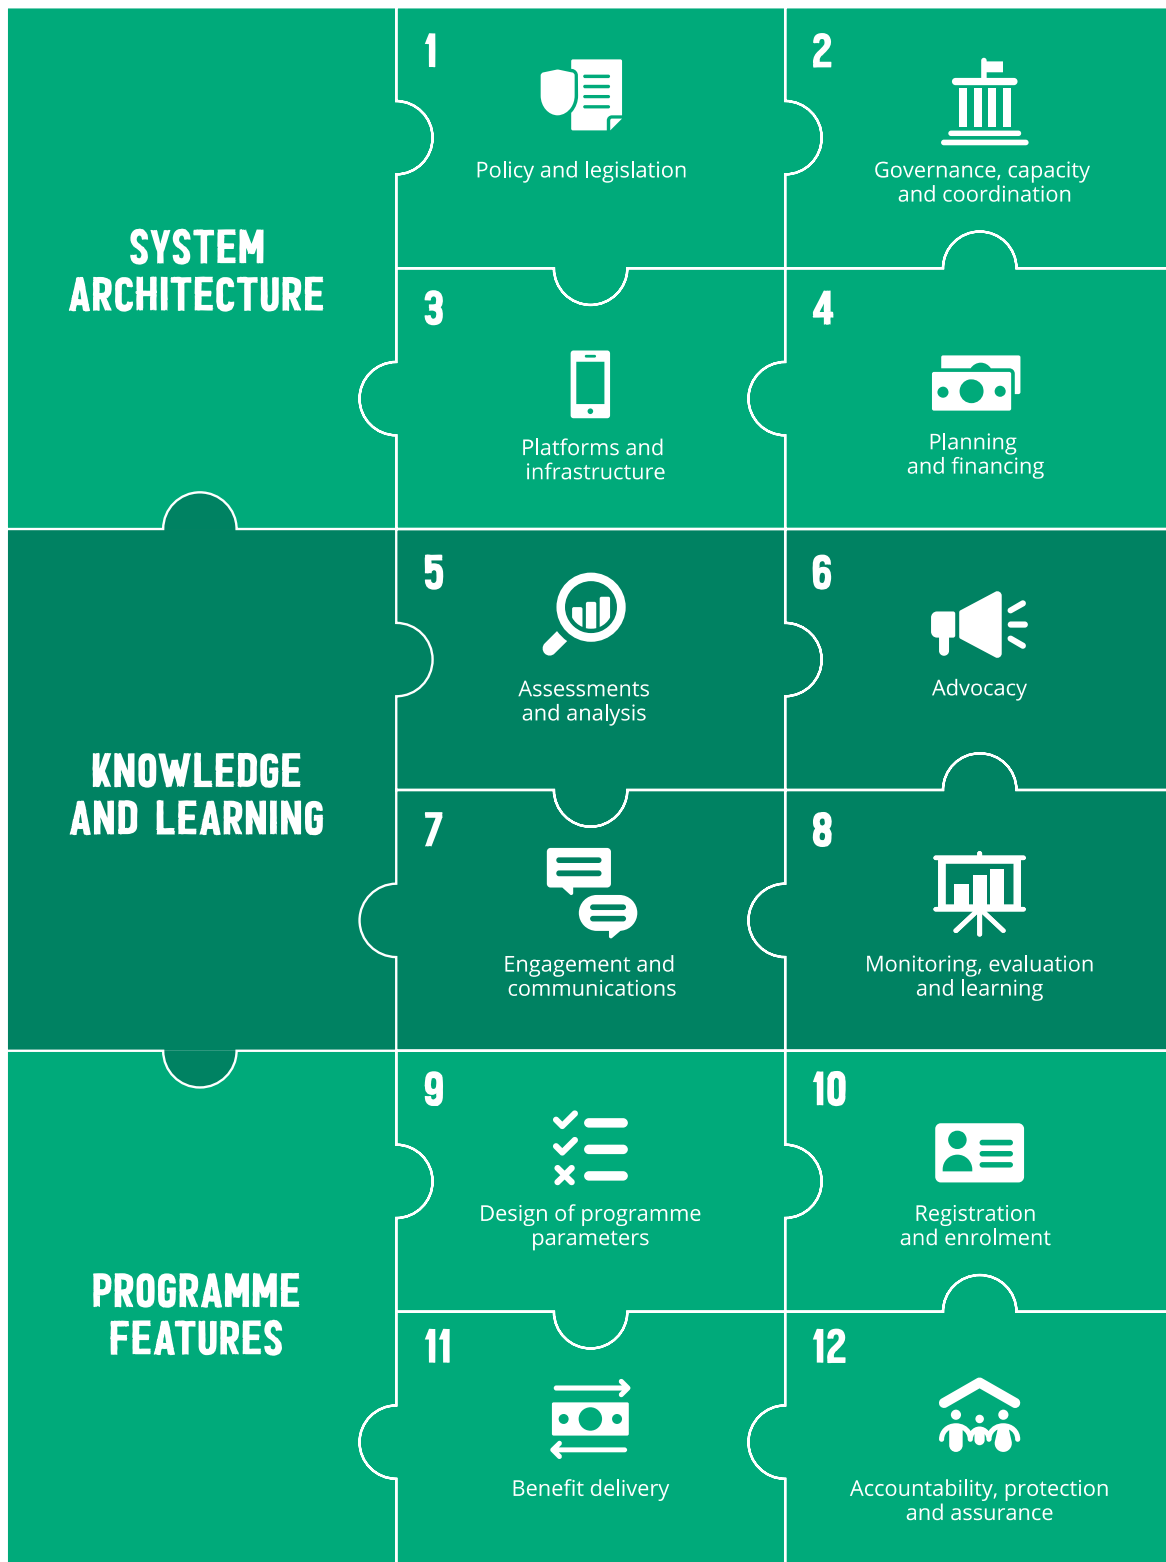 SYSTEM
ARCHITECTURE
1
Policy and legislation
2
Governance, capacity
and coordination
3
Platforms and
infrastructure
4
Planning
and financing
KNOWLEDGE
AND LEARNING
5
Assessments
and analysis
6
Advocacy
7
Engagement and
communications
8
Monitoring, evaluation
and learning
PROGRAMME
FEATURES
9
Design of programme
parameters
10
Registration
and enrolment
11
Benefit delivery
12
Accountability, protection
and assurance